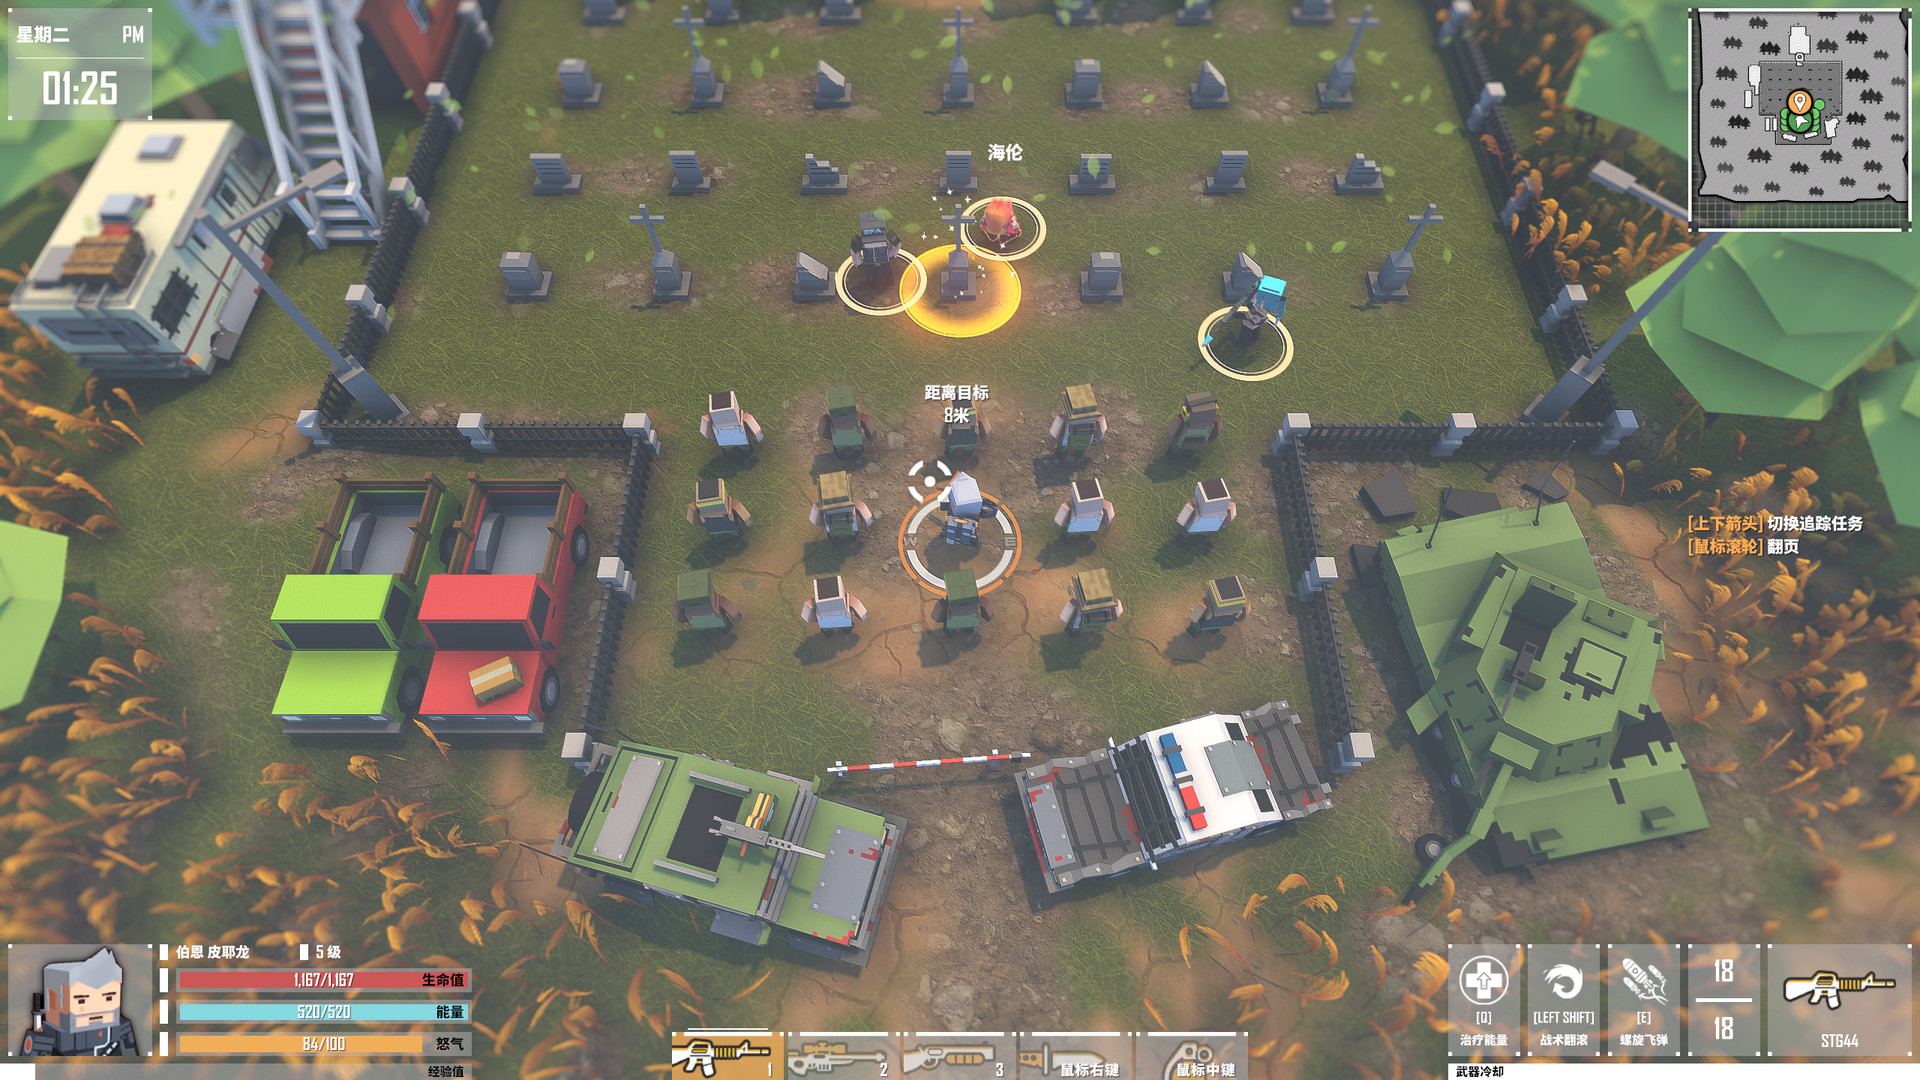 星期二 PM
01:25
海伦
距离目标
8米
W E
[上下箭头] 切换追踪任务
[鼠标滚轮] 翻页
伯恩 皮耶龙 5 级
1,167/1,167 生命值
520/520 能量
84/100 怒气
经验值
1
2
3
鼠标右键
鼠标中键
[Q]
治疗能量
[LEFT SHIFT]
战术翻滚
[E]
螺旋飞弹
18
18
STG44
武器冷却